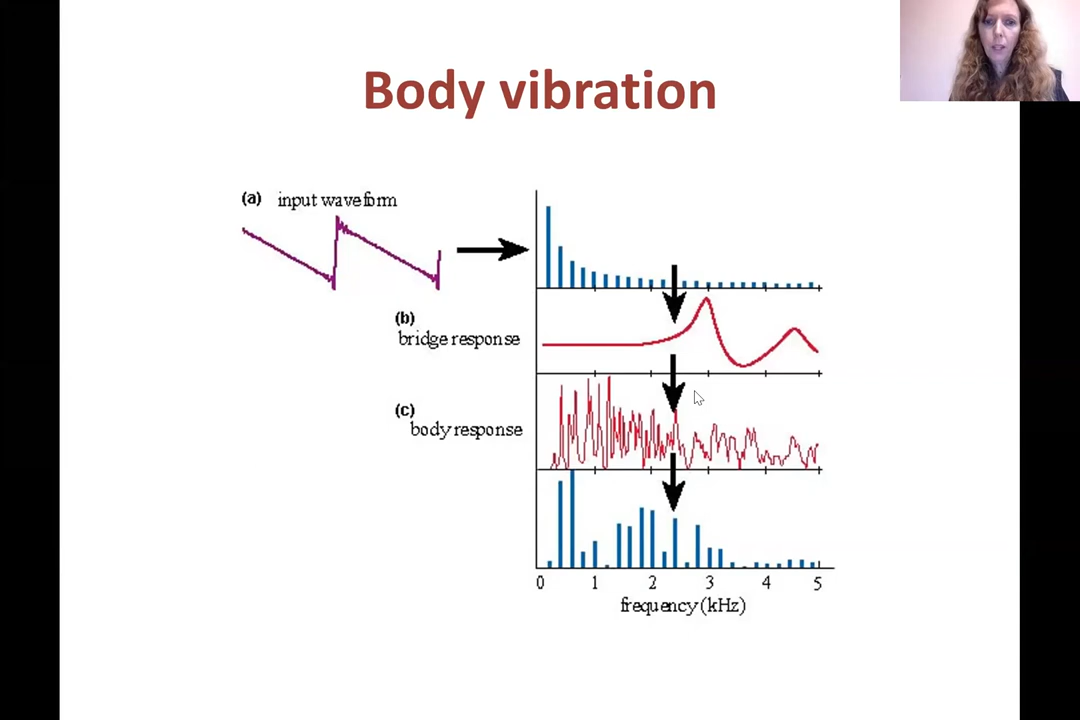 Body vibration
(a) input waveform
(b)
bridge response
(c)
body response
0 1 2 3 4 5
frequency (kHz)